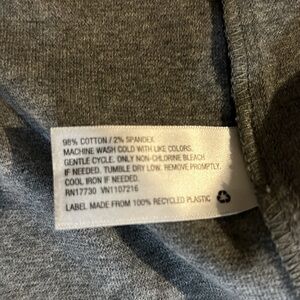 98% COTTON / 2% SPANDEX
MACHINE WASH COLD WITH LIKE COLORS.
GENTLE CYCLE. ONLY NON-CHLORINE BLEACH
IF NEEDED. TUMBLE DRY LOW. REMOVE PROMPTLY.
COOL IRON IF NEEDED.
RN17730 VN1107216
LABEL MADE FROM 100% RECYCLED PLASTIC